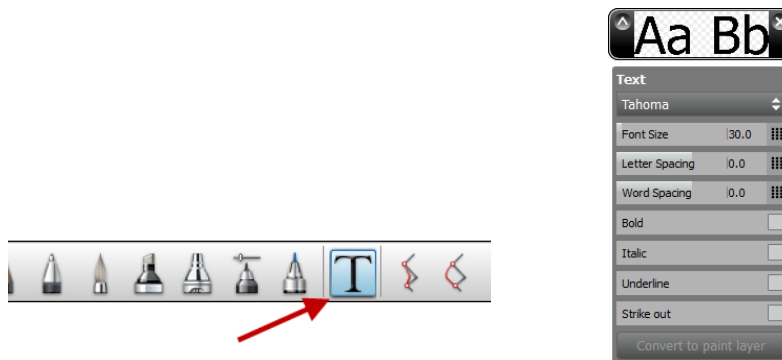 Aa Bb
Text
Tahoma
Font Size 30.0
Letter Spacing 0.0
Word Spacing 0.0
Bold
Italic
Underline
Strike out
Convert to paint layer
T